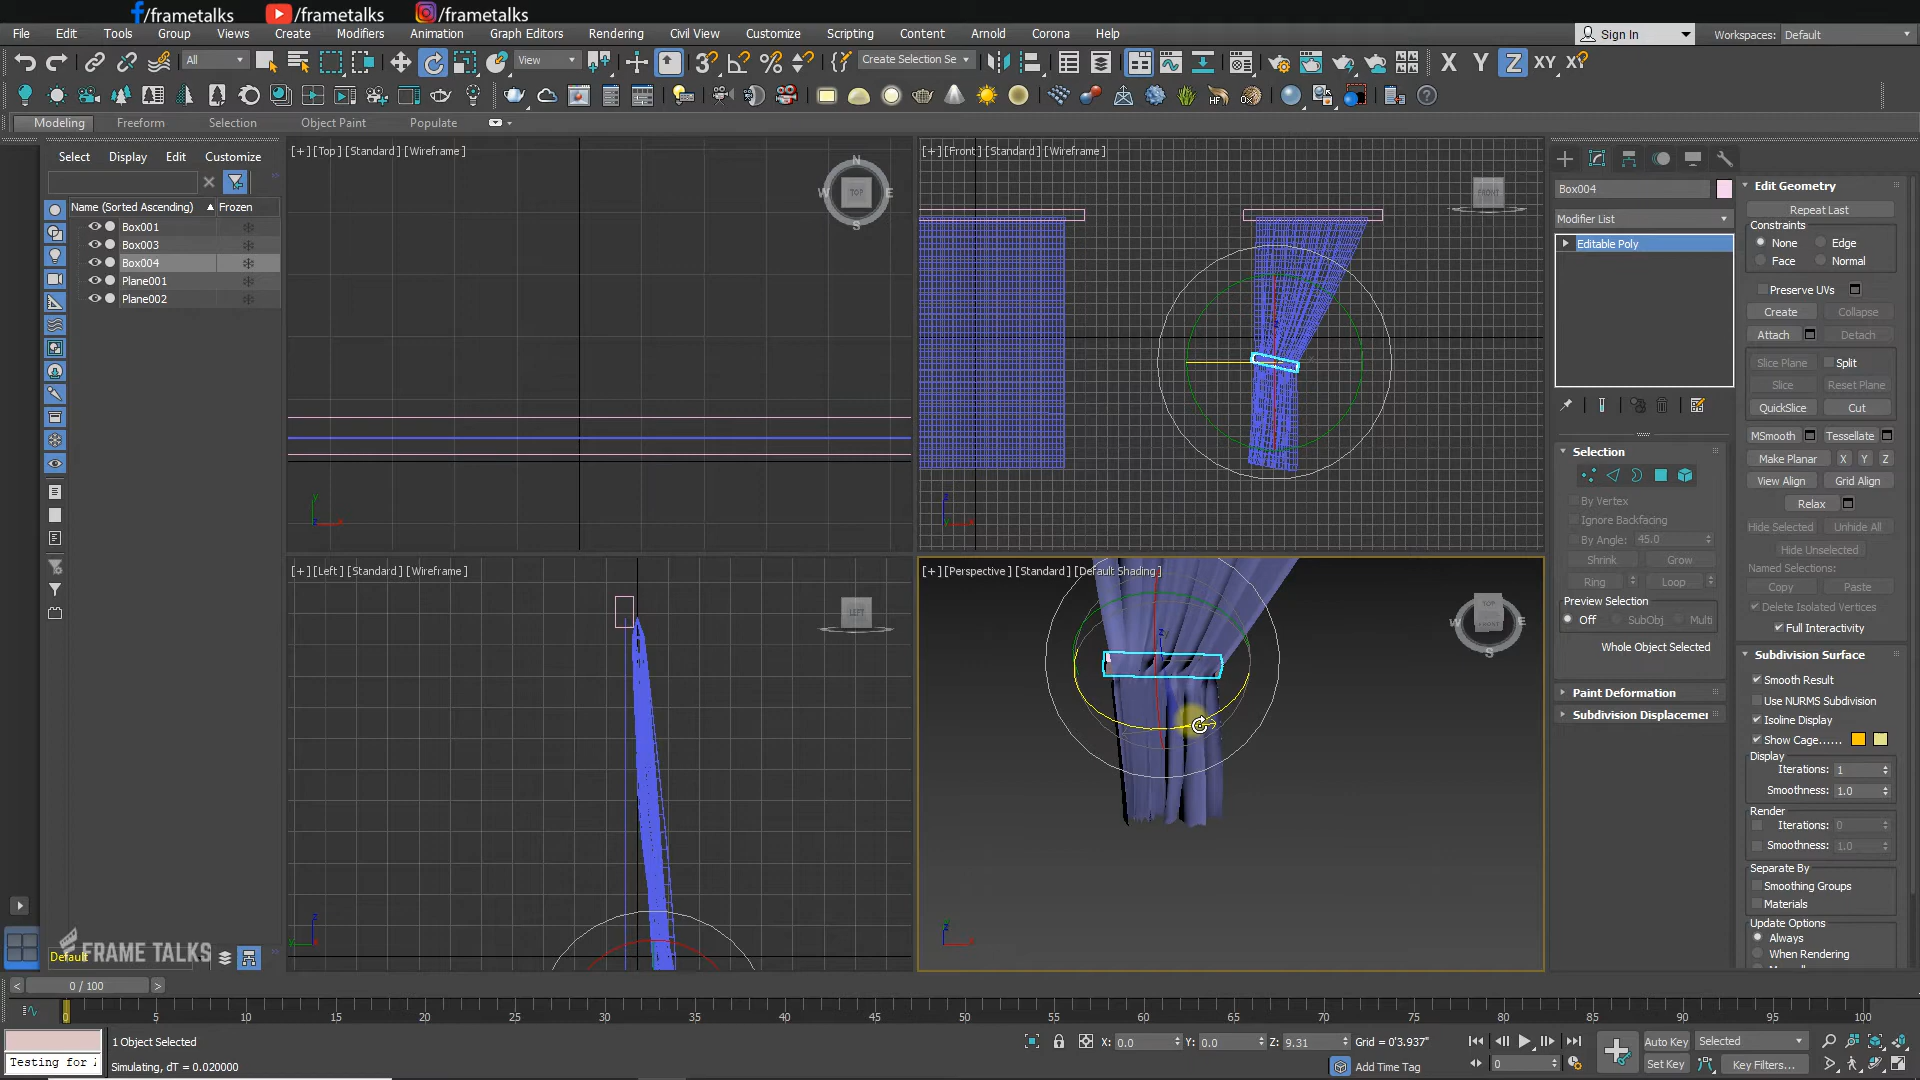 /frametalks /frametalks /frametalks
File Edit Tools Group Views Create Modifiers Animation Graph Editors Rendering Civil View Customize Scripting Content Arnold Corona Help Sign In Workspaces: Default
All View Create Selection Se X Y Z XY XY
Modeling Freeform Selection Object Paint Populate
Select Display Edit Customize
Name (Sorted Ascending) Frozen
Box001
Box003
Box004
Plane001
Plane002
[+] [Top] [Standard] [Wireframe]
N
W TOP E
S
[+] [Front] [Standard] [Wireframe]
FRONT
[+] [Left] [Standard] [Wireframe]
LEFT
[+] [Perspective] [Standard] [Default Shading]
TOP
W E
S
Box004
Modifier List
Editable Poly
Selection
By Vertex
Ignore Backfacing
By Angle: 45.0
Shrink Grow
Ring Loop
Preview Selection
Off SubObj Multi
Whole Object Selected
Paint Deformation
Subdivision Displacemer
Edit Geometry
Repeat Last
Constraints
None Edge
Face Normal
Preserve UVs
Create Collapse
Attach Detach
Slice Plane Split
Slice Reset Plane
QuickSlice Cut
MSmooth Tessellate
Make Planar X Y Z
View Align Grid Align
Relax
Hide Selected Unhide All
Hide Unselected
Named Selections:
Copy Paste
Delete Isolated Vertices
Full Interactivity
Subdivision Surface
Smooth Result
Use NURMS Subdivision
Isoline Display
Show Cage......
Display
Iterations: 1
Smoothness: 1.0
Render
Iterations: 0
Smoothness: 1.0
Separate By
Smoothing Groups
Materials
Update Options
Always
When Rendering
FRAME TALKS
Default
0 / 100
0 5 10 15 20 25 30 35 40 45 50 55 60 65 70 75 80 85 90 95 100
1 Object Selected X: 0.0 Y: 0.0 Z: 9.31 Grid = 0'3.937" Auto Key Selected
Testing for Simulating, dT = 0.020000 Add Time Tag 0 Set Key Key Filters...